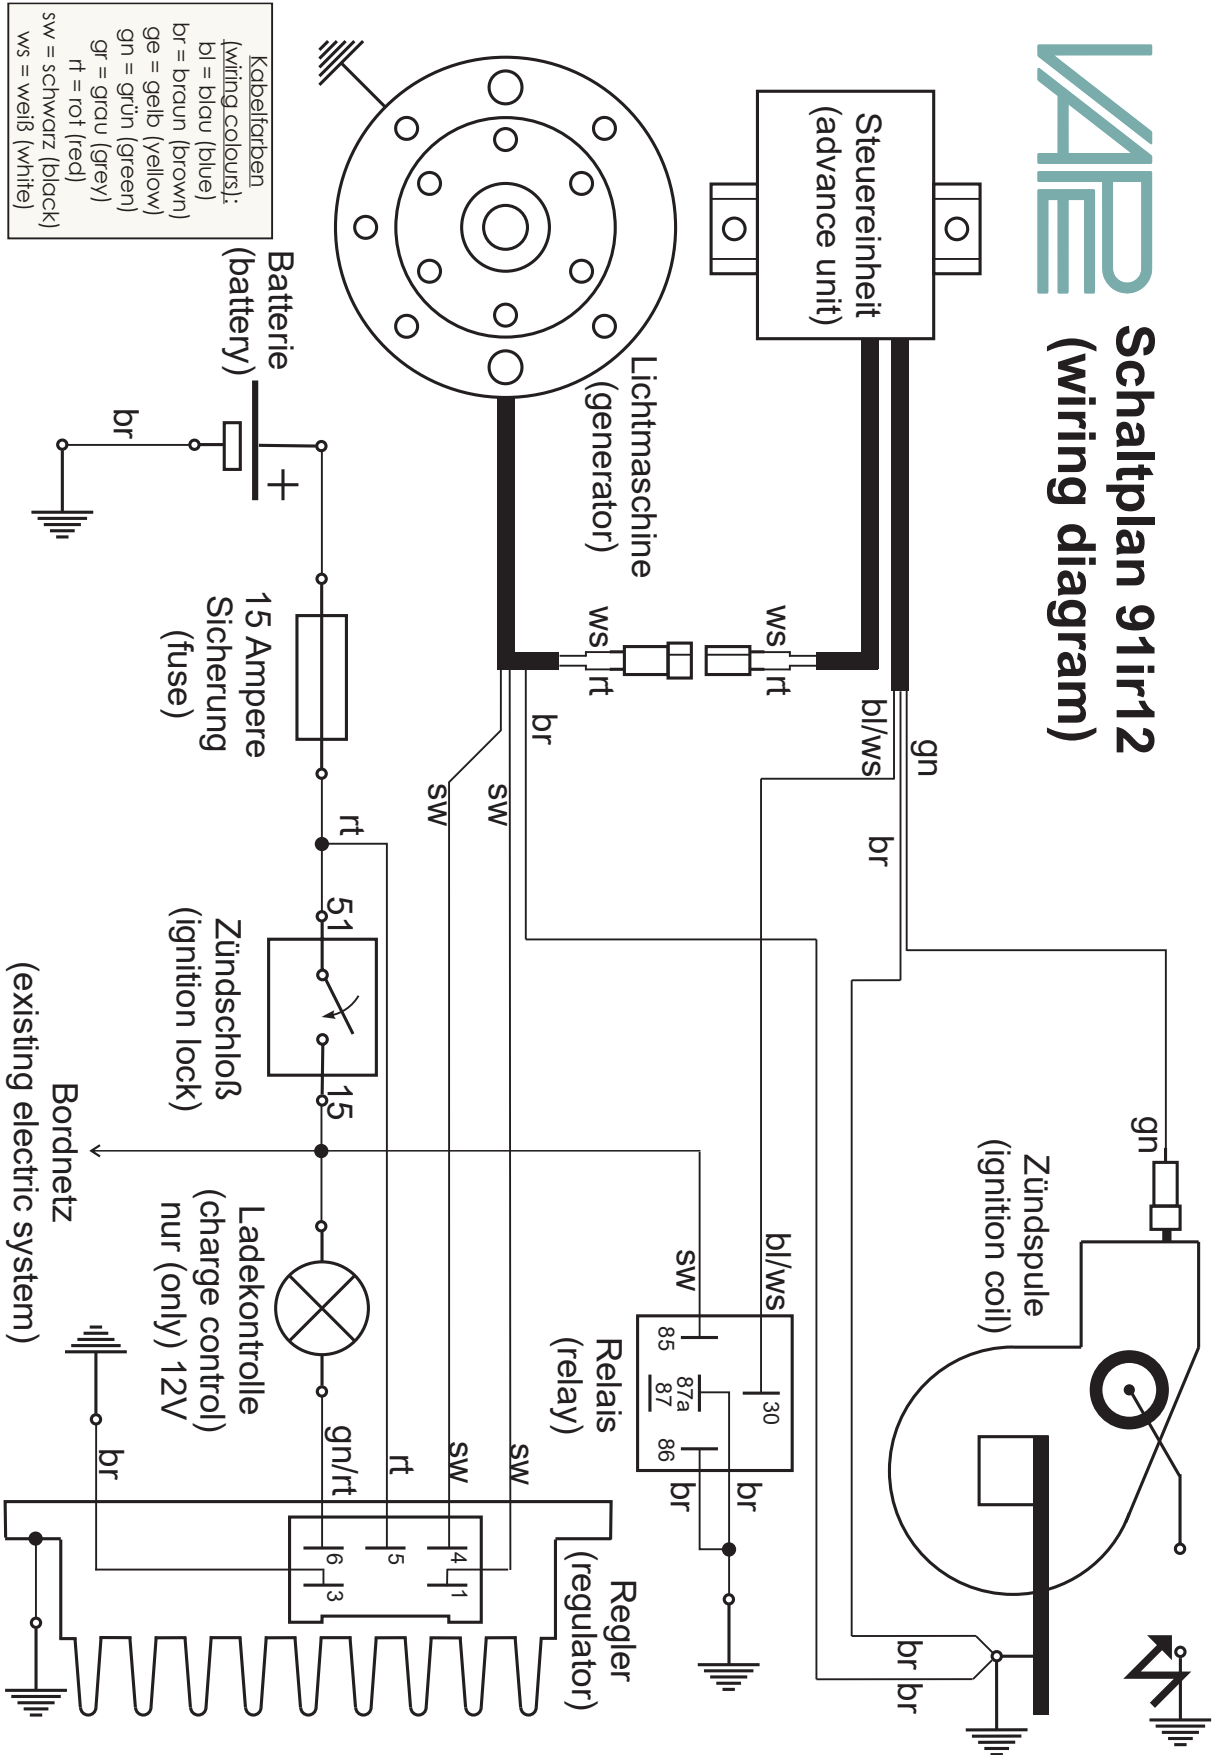 VAPE
Schaltplan 91ir12
(wiring diagram)
Steuereinheit
(advance unit)
Lichtmaschine
(generator)
Kabelfarben
(wiring colours):
bl = blau (blue)
br = braun (brown)
ge = gelb (yellow)
gn = grün (green)
gr = grau (grey)
rt = rot (red)
sw = schwarz (black)
ws = weiß (white)
Batterie
(battery)
+
br
15 Ampere
Sicherung
(fuse)
ws
rt
ws
rt
br
sw
sw
bl/ws
gn
br
rt
51
Zündschloß
(ignition lock)
15
Bordnetz
(existing electric system)
Ladekontrolle
(charge control)
nur (only) 12V
gn
Zündspule
(ignition coil)
bl/ws
sw
Relais
(relay)
85
87a
87
86
30
br
br
br
gn/rt
rt
sw
sw
6
5
4
3
1
Regler
(regulator)
br
br